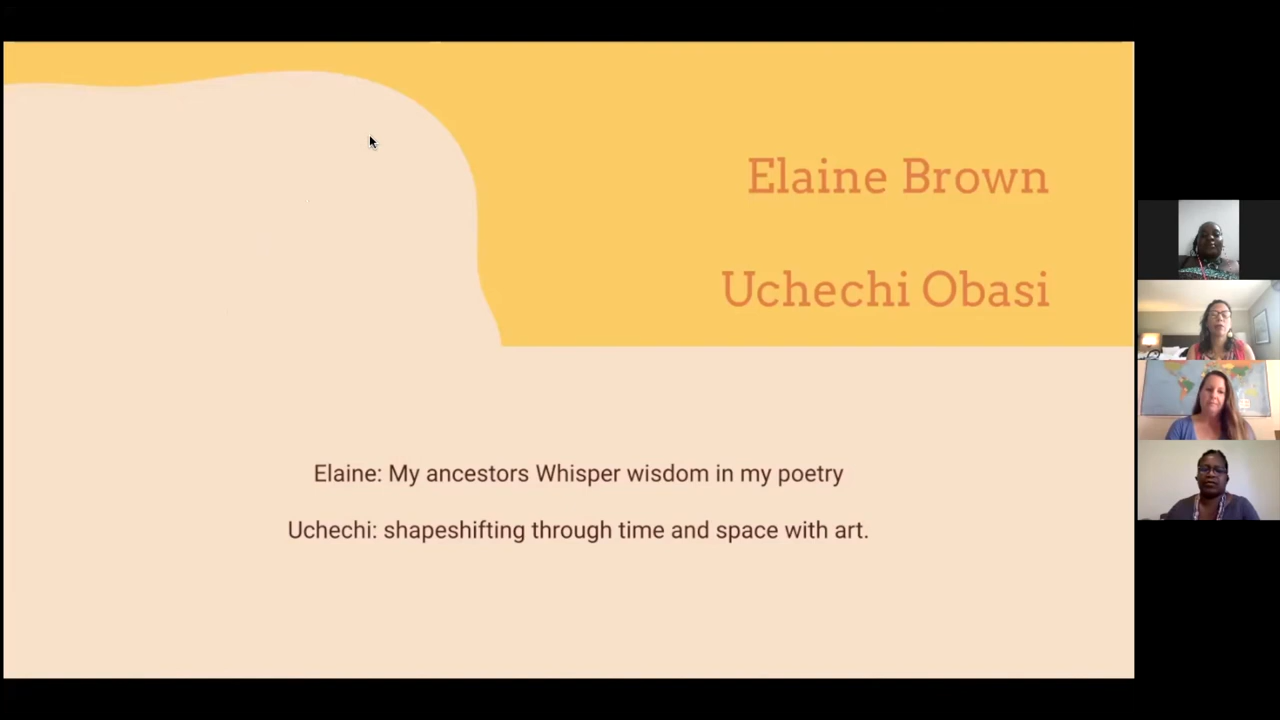 Elaine Brown
Uchechi Obasi
Elaine: My ancestors Whisper wisdom in my poetry
Uchechi: shapeshifting through time and space with art.